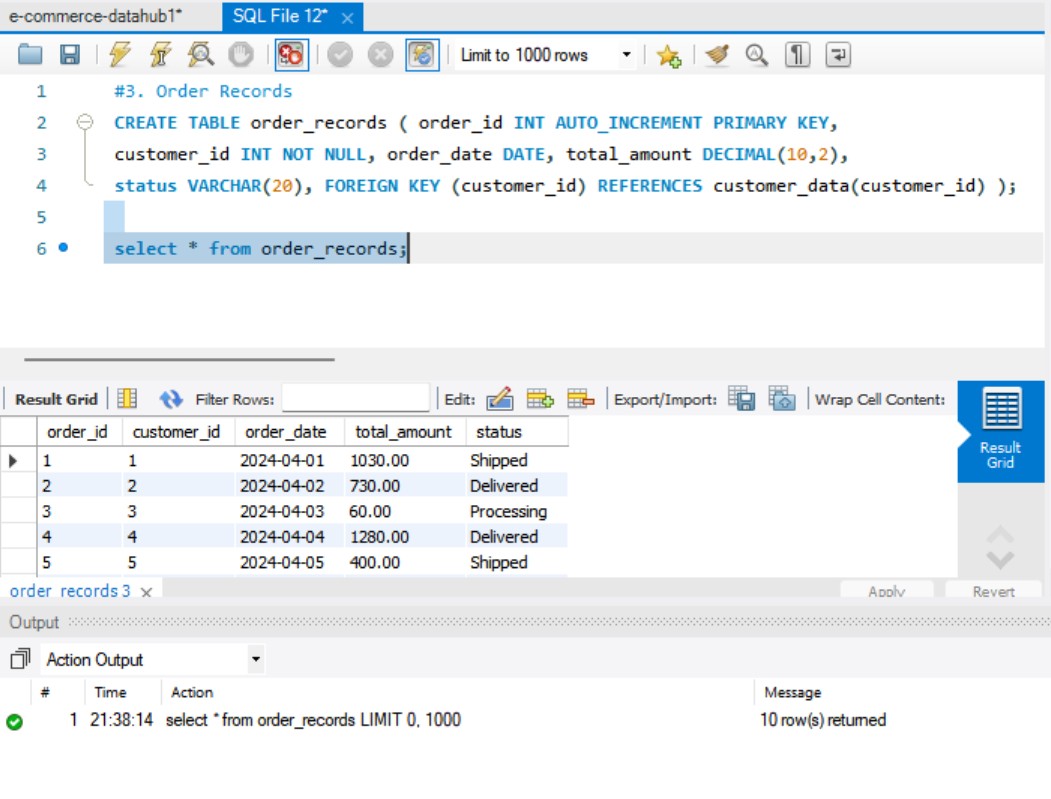 e-commerce-datahub1* SQL File 12* ×
Limit to 1000 rows
1 #3. Order Records
2 CREATE TABLE order_records ( order_id INT AUTO_INCREMENT PRIMARY KEY,
3 customer_id INT NOT NULL, order_date DATE, total_amount DECIMAL(10,2),
4 status VARCHAR(20), FOREIGN KEY (customer_id) REFERENCES customer_data(customer_id) );
5
6 select * from order_records;
Result Grid Filter Rows: Edit: Export/Import: Wrap Cell Content:
order_id customer_id order_date total_amount status
1 1 2024-04-01 1030.00 Shipped
2 2 2024-04-02 730.00 Delivered
3 3 2024-04-03 60.00 Processing
4 4 2024-04-04 1280.00 Delivered
5 5 2024-04-05 400.00 Shipped
Result
Grid
order_records 3 × Apply Revert
Output
Action Output
# Time Action Message
1 21:38:14 select * from order_records LIMIT 0, 1000 10 row(s) returned